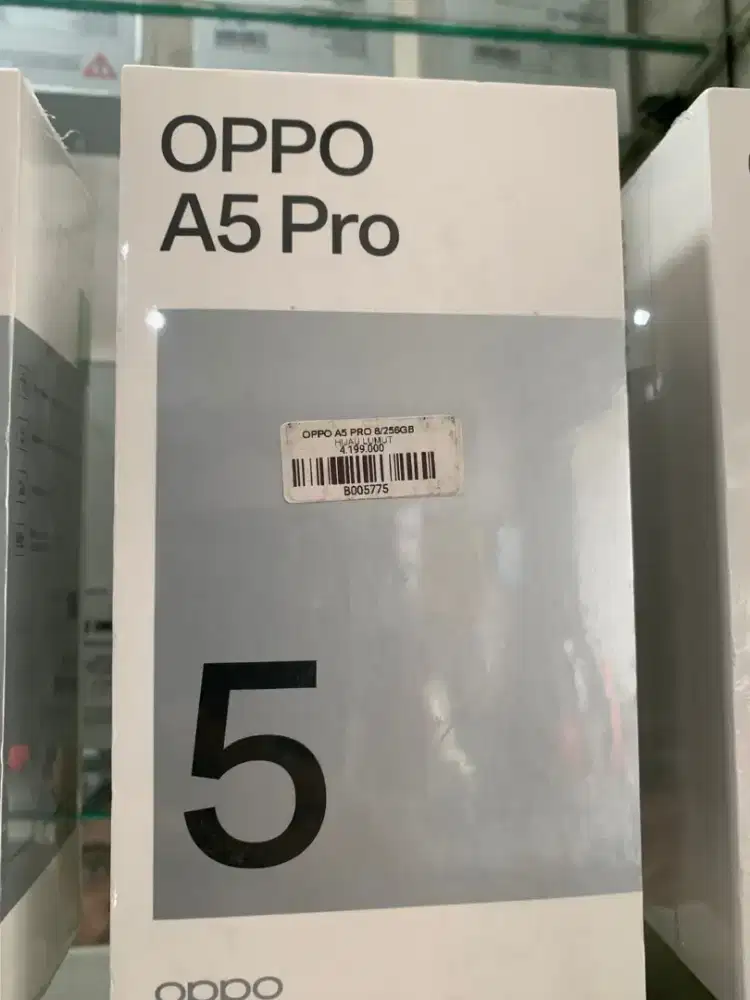 OPPO
A5 Pro
OPPO A5 PRO 8/256GB
HIJAU LUMUT
4.199.000
B005775
5
oppo